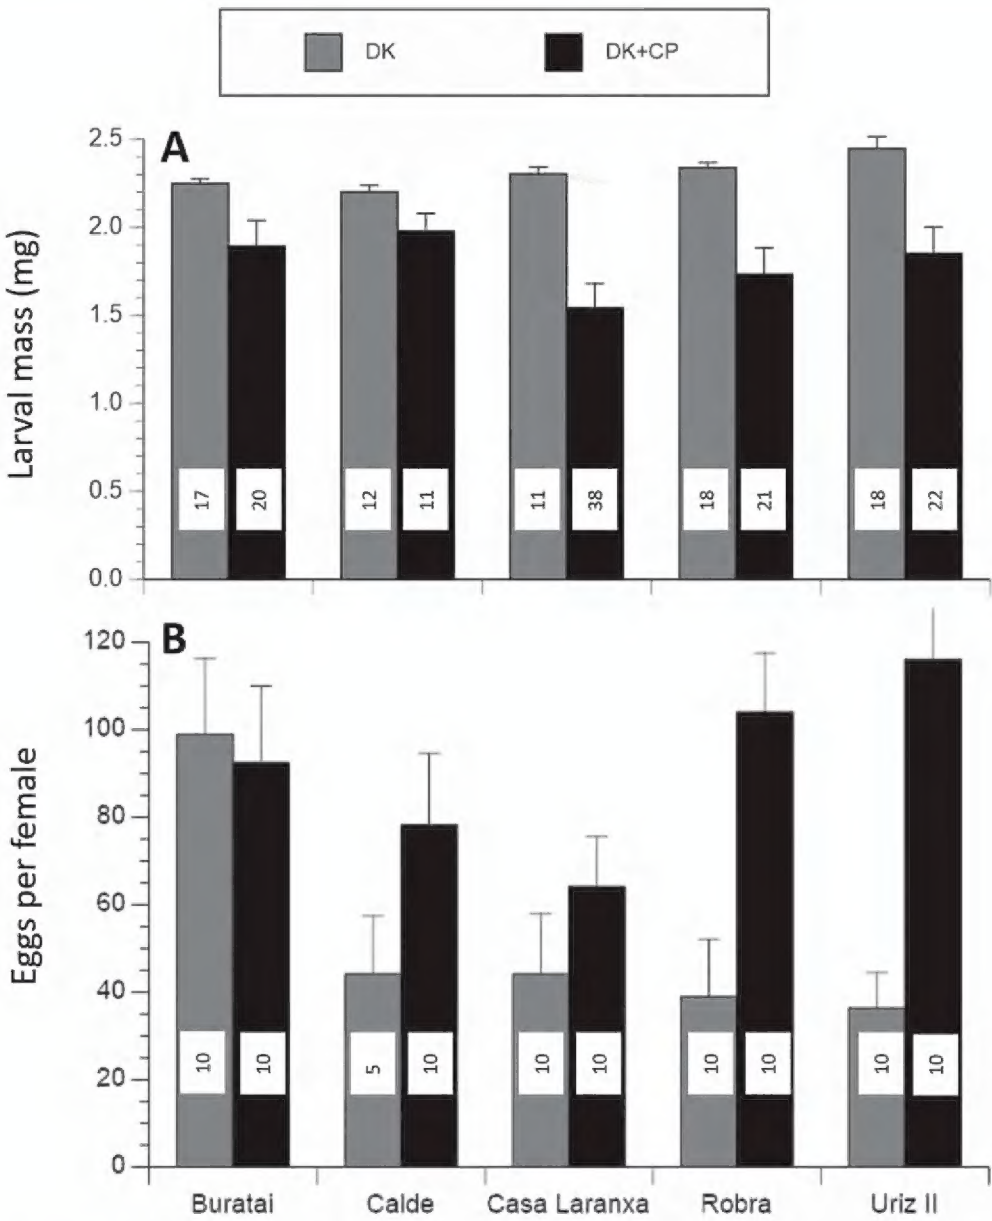 DK DK+CP
A
Larval mass (mg)
2.5
2.0
1.5
1.0
0.5
0.0
17 20 12 11 11 38 18 21 18 22
B
Eggs per female
120
100
80
60
40
20
0
10 10 5 10 10 10 10 10 10 10
Buratai Calde Casa Laranxa Robra Uriz II